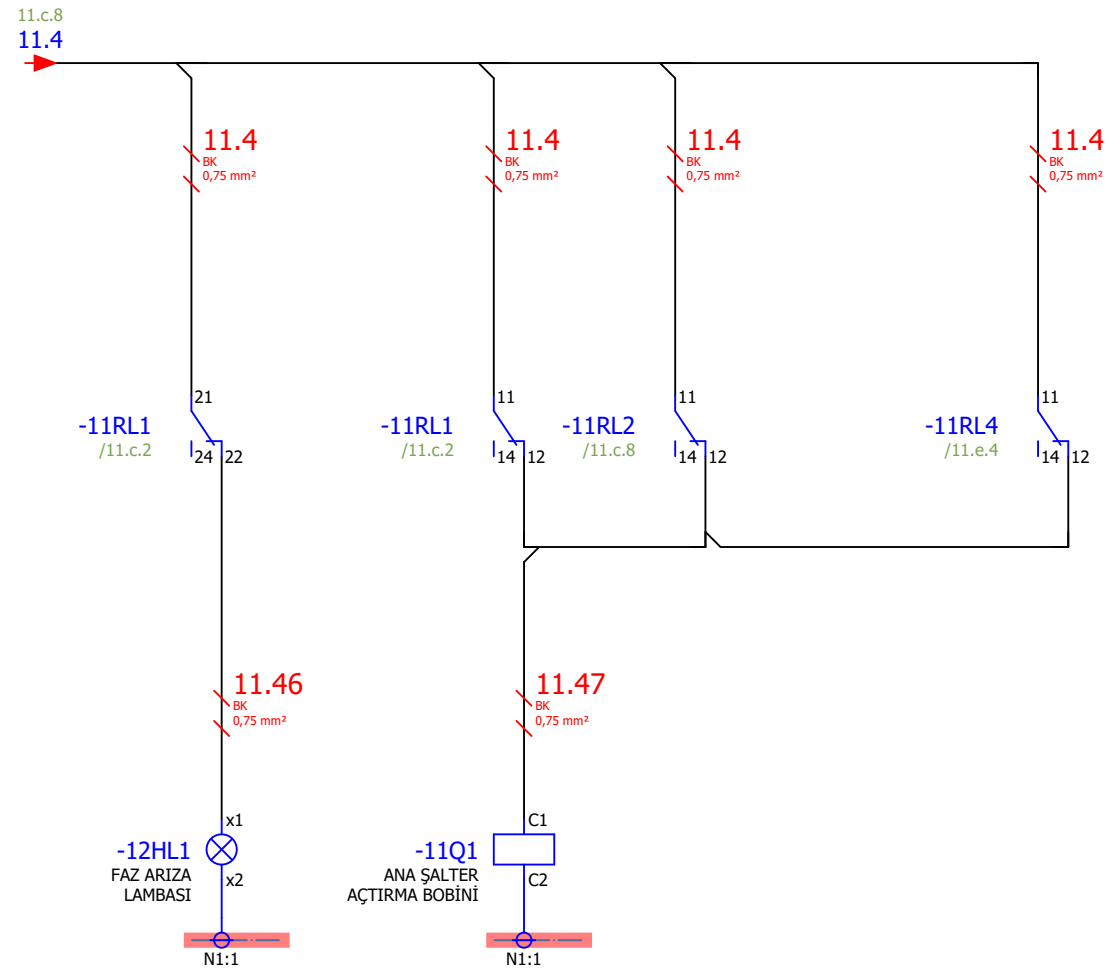 11.c.8
11.4
11.4
BK
0,75 mm²
11.4
BK
0,75 mm²
11.4
BK
0,75 mm²
11.4
BK
0,75 mm²
21
-11RL1
/11.c.2
24 22
11
-11RL1
/11.c.2
14 12
11
-11RL2
/11.c.8
14 12
11
-11RL4
/11.e.4
14 12
11.46
BK
0,75 mm²
11.47
BK
0,75 mm²
x1
-12HL1
FAZ ARIZA
LAMBASI
x2
C1
-11Q1
ANA ŞALTER
AÇTIRMA BOBİNİ
C2
N1:1
N1:1